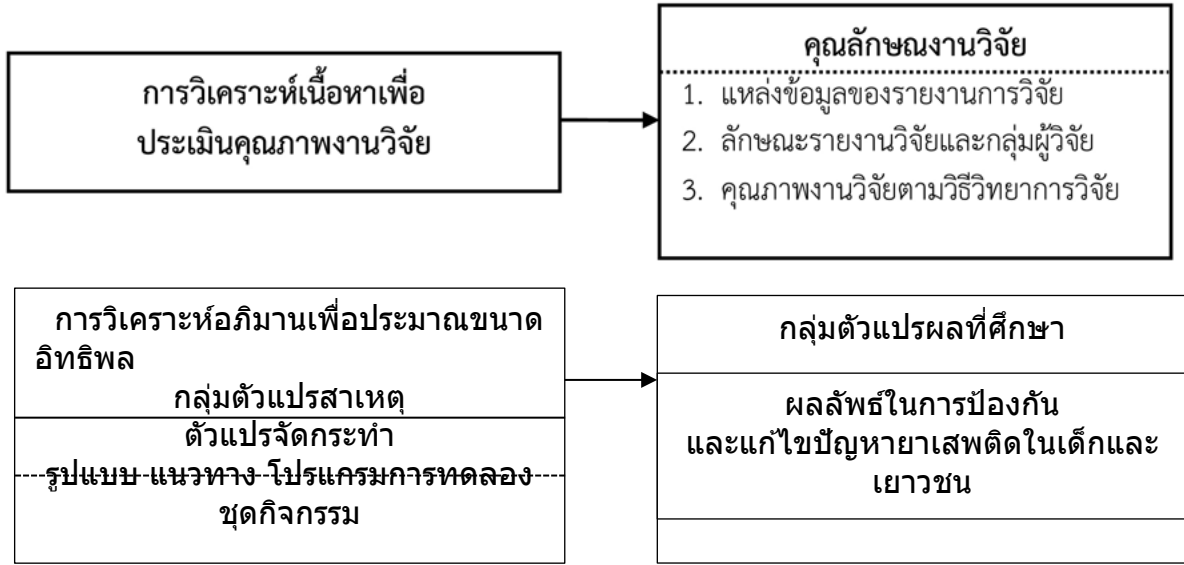 การวิเคราะห์เนื้อหาเพื่อ
ประเมินคุณภาพงานวิจัย
คุณลักษณงานวิจัย
1. แหล่งข้อมูลของรายงานการวิจัย
2. ลักษณะรายงานวิจัยและกลุ่มผู้วิจัย
3. คุณภาพงานวิจัยตามวิธีวิทยาการวิจัย
การวิเคราะห์อภิมานเพื่อประมาณขนาด
อิทธิพล
กลุ่มตัวแปรสาเหตุ
ตัวแปรจัดกระทำ
รูปแบบ แนวทาง โปรแกรมการทดลอง
ชุดกิจกรรม
กลุ่มตัวแปรผลที่ศึกษา
ผลลัพธ์ในการป้องกัน
และแก้ไขปัญหายาเสพติดในเด็กและ
เยาวชน